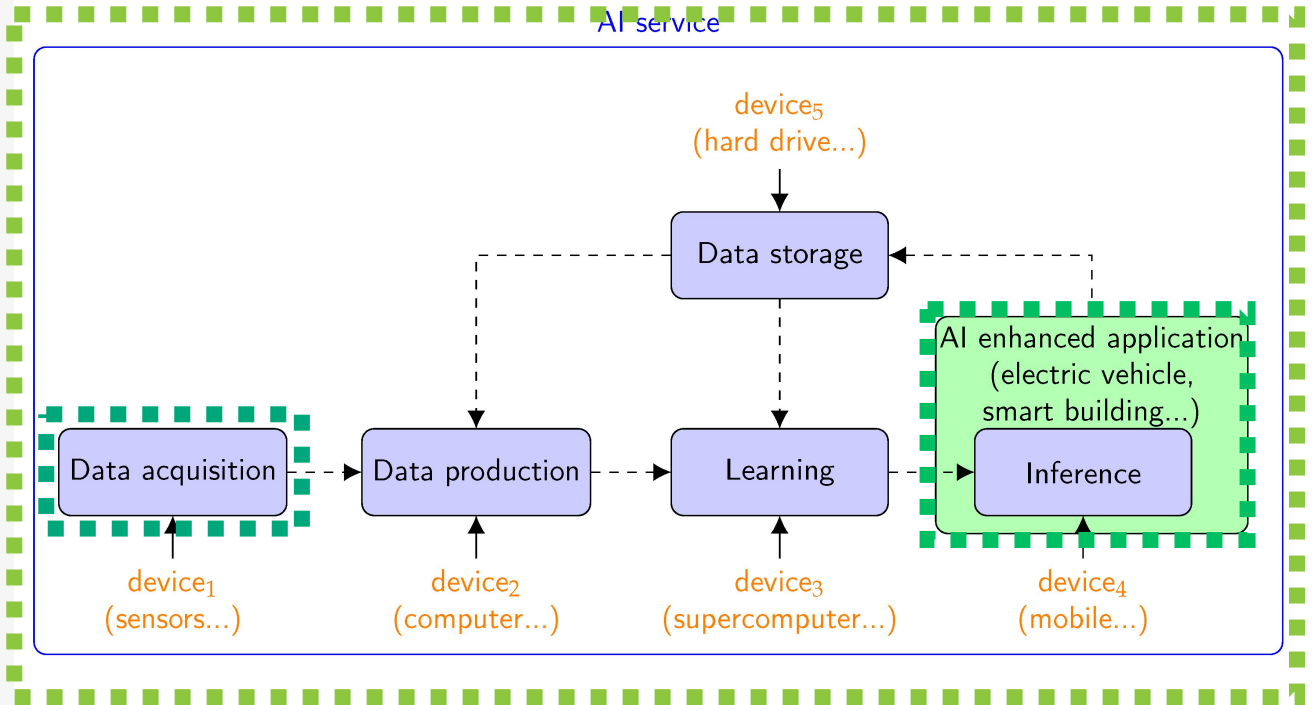 AI service
device5
(hard drive...)
Data storage
AI enhanced application
(electric vehicle,
smart building...)
Data acquisition
Data production
Learning
Inference
device1
(sensors...)
device2
(computer...)
device3
(supercomputer...)
device4
(mobile...)